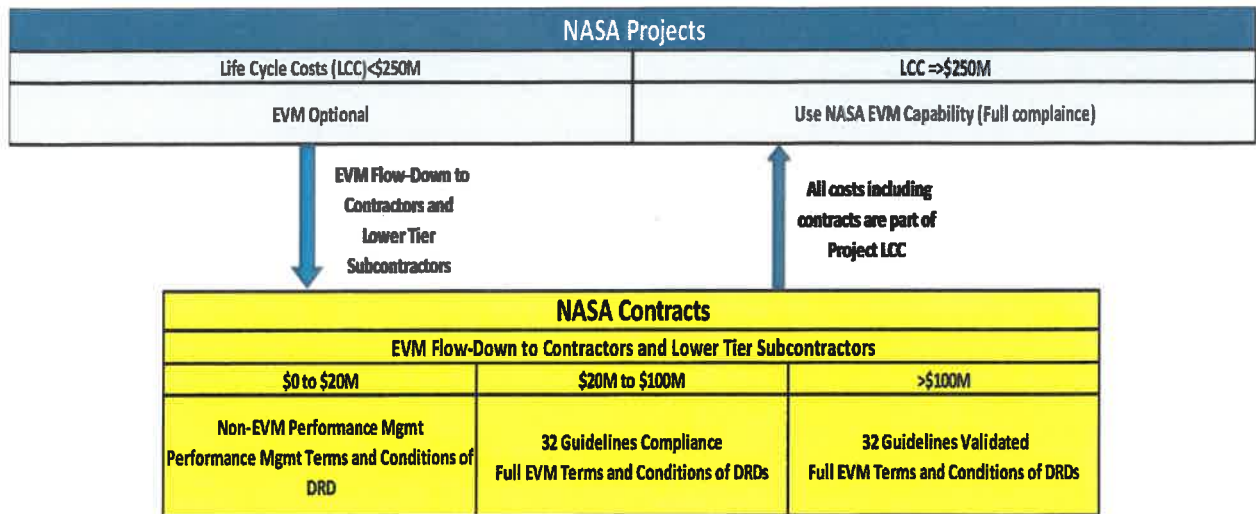 NASA Projects
Life Cycle Costs (LCC)<$250M
LCC =>$250M
EVM Optional
Use NASA EVM Capability (Full complaince)
EVM Flow-Down to
Contractors and
Lower Tier
Subcontractors
All costs including
contracts are part of
Project LCC
NASA Contracts
EVM Flow-Down to Contractors and Lower Tier Subcontractors
$0 to $20M
$20M to $100M
>$100M
Non-EVM Performance Mgmt
Performance Mgmt Terms and Conditions of
DRD
32 Guidelines Compliance
Full EVM Terms and Conditions of DRDs
32 Guidelines Validated
Full EVM Terms and Conditions of DRDs